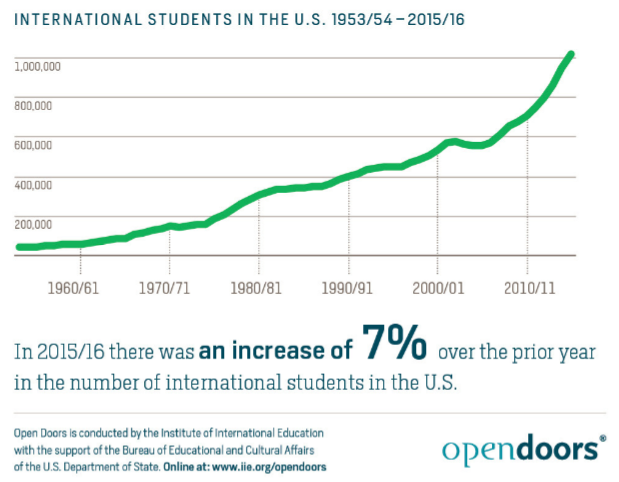 INTERNATIONAL STUDENTS IN THE U.S. 1953/54 – 2015/16
1,000,000
800,000
600,000
400,000
200,000
1960/61 1970/71 1980/81 1990/91 2000/01 2010/11
In 2015/16 there was an increase of 7% over the prior year
in the number of international students in the U.S.
Open Doors is conducted by the Institute of International Education
with the support of the Bureau of Educational and Cultural Affairs
of the U.S. Department of State. Online at: www.iie.org/opendoors
opendoors®